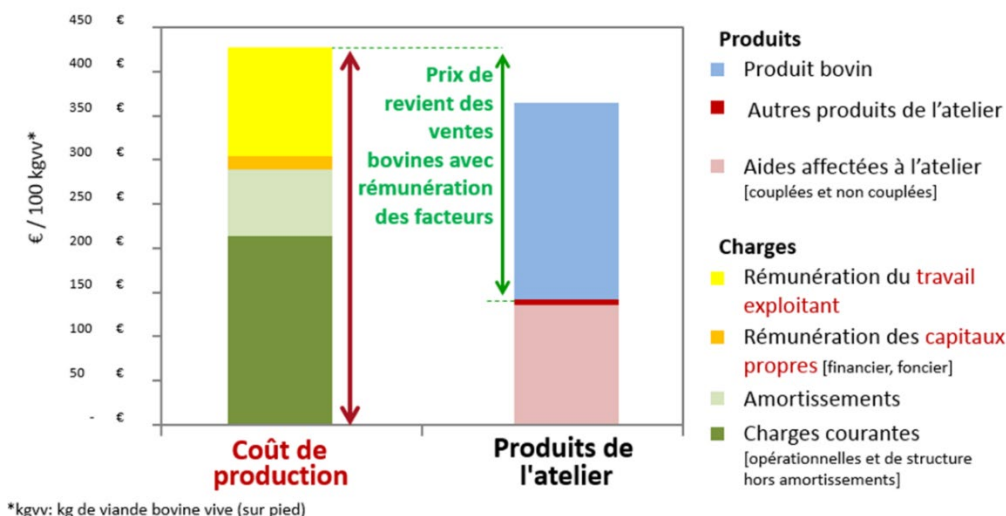 450 €
400 €
350 €
300 €
250 €
200 €
150 €
100 €
50 €
- €
€ / 100 kgvv*
Prix de
revient des
ventes
bovines avec
rémunération
des facteurs
Coût de
production
Produits de
l'atelier
Produits
Produit bovin
Autres produits de l’atelier
Aides affectées à l’atelier
[couplées et non couplées]
Charges
Rémunération du travail
exploitant
Rémunération des capitaux
propres [financier, foncier]
Amortissements
Charges courantes
[opérationnelles et de structure
hors amortissements]
*kgvv: kg de viande bovine vive (sur pied)